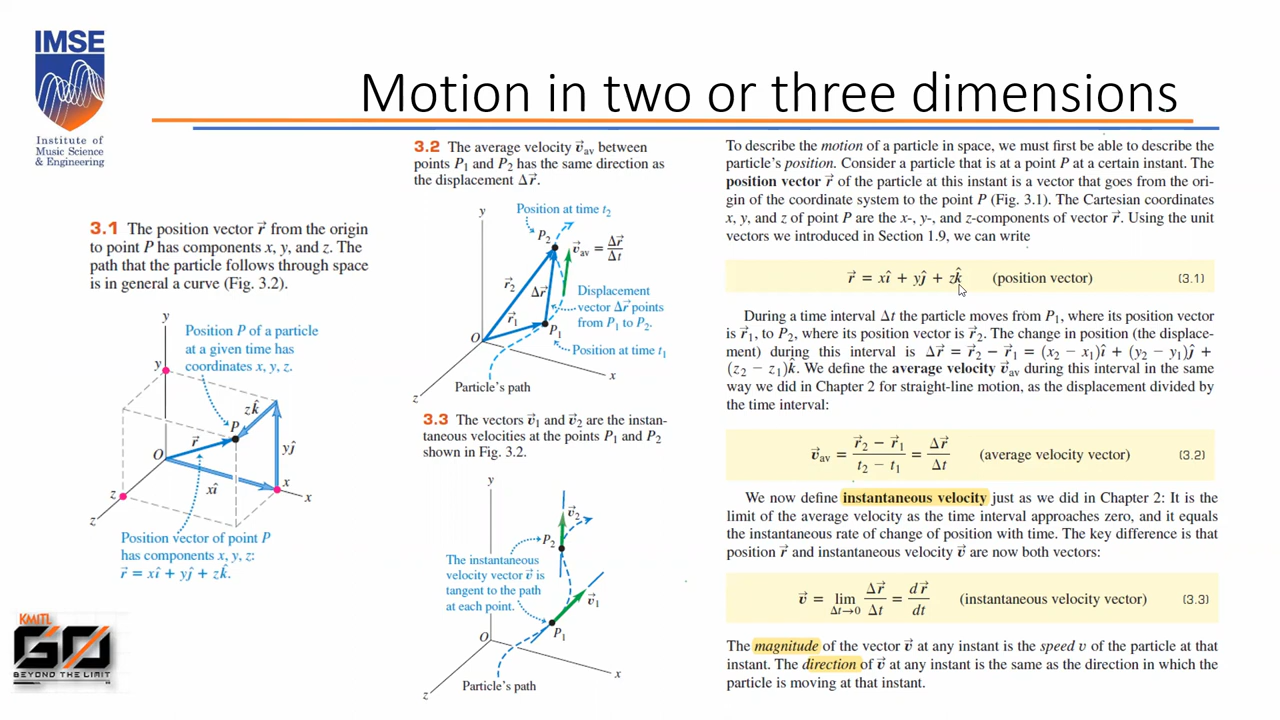 IMSE
Institute of
Music Science
& Engineering
Motion in two or three dimensions
3.1 The position vector r⃗ from the origin
to point P has components x, y, and z. The
path that the particle follows through space
is in general a curve (Fig. 3.2).
y
Position P of a particle
at a given time has
coordinates x, y, z.
y
zk̂
P
r⃗
yĵ
O
x
xî
x
z
z
Position vector of point P
has components x, y, z:
r⃗ = xî + yĵ + zk̂.
KMITL
GO
BEYOND THE LIMIT
3.2 The average velocity v⃗av between
points P1 and P2 has the same direction as
the displacement Δr⃗.
y
Position at time t2
P2
v⃗av = Δr⃗/Δt
r⃗2
Δr⃗
Displacement
vector Δr⃗ points
from P1 to P2.
r⃗1
P1
O
Position at time t1
x
Particle's path
z
3.3 The vectors v⃗1 and v⃗2 are the instan-
taneous velocities at the points P1 and P2
shown in Fig. 3.2.
y
v⃗2
P2
The instantaneous
velocity vector v⃗ is
tangent to the path
at each point.
v⃗1
P1
O
x
Particle's path
z
To describe the motion of a particle in space, we must first be able to describe the
particle's position. Consider a particle that is at a point P at a certain instant. The
position vector r⃗ of the particle at this instant is a vector that goes from the ori-
gin of the coordinate system to the point P (Fig. 3.1). The Cartesian coordinates
x, y, and z of point P are the x-, y-, and z-components of vector r⃗. Using the unit
vectors we introduced in Section 1.9, we can write
r⃗ = xî + yĵ + zk̂ (position vector) (3.1)
During a time interval Δt the particle moves from P1, where its position vector
is r⃗1, to P2, where its position vector is r⃗2. The change in position (the displace-
ment) during this interval is Δr⃗ = r⃗2 − r⃗1 = (x2 − x1)î + (y2 − y1)ĵ +
(z2 − z1)k̂. We define the average velocity v⃗av during this interval in the same
way we did in Chapter 2 for straight-line motion, as the displacement divided by
the time interval:
v⃗av = (r⃗2 − r⃗1)/(t2 − t1) = Δr⃗/Δt (average velocity vector) (3.2)
We now define instantaneous velocity just as we did in Chapter 2: It is the
limit of the average velocity as the time interval approaches zero, and it equals
the instantaneous rate of change of position with time. The key difference is that
position r⃗ and instantaneous velocity v⃗ are now both vectors:
v⃗ = lim Δt→0 Δr⃗/Δt = dr⃗/dt (instantaneous velocity vector) (3.3)
The magnitude of the vector v⃗ at any instant is the speed v of the particle at that
instant. The direction of v⃗ at any instant is the same as the direction in which the
particle is moving at that instant.